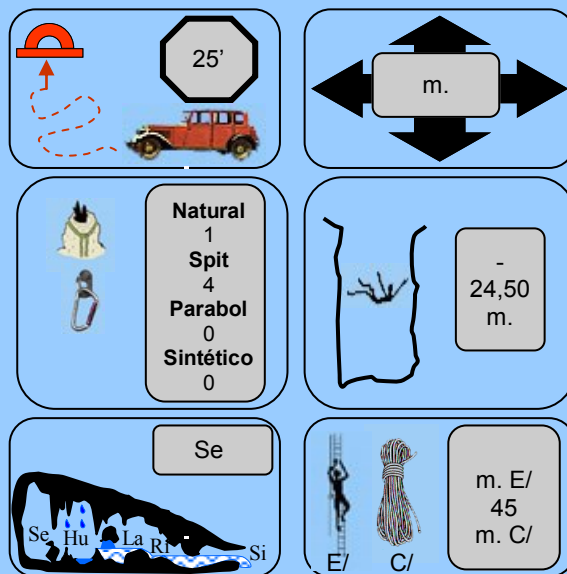 25’
m.
Natural
1
Spit
4
Parabol
0
Sintético
0
-
24,50
m.
Se
Se
Hu
La
Ri
Si
E/
C/
m. E/
45
m. C/